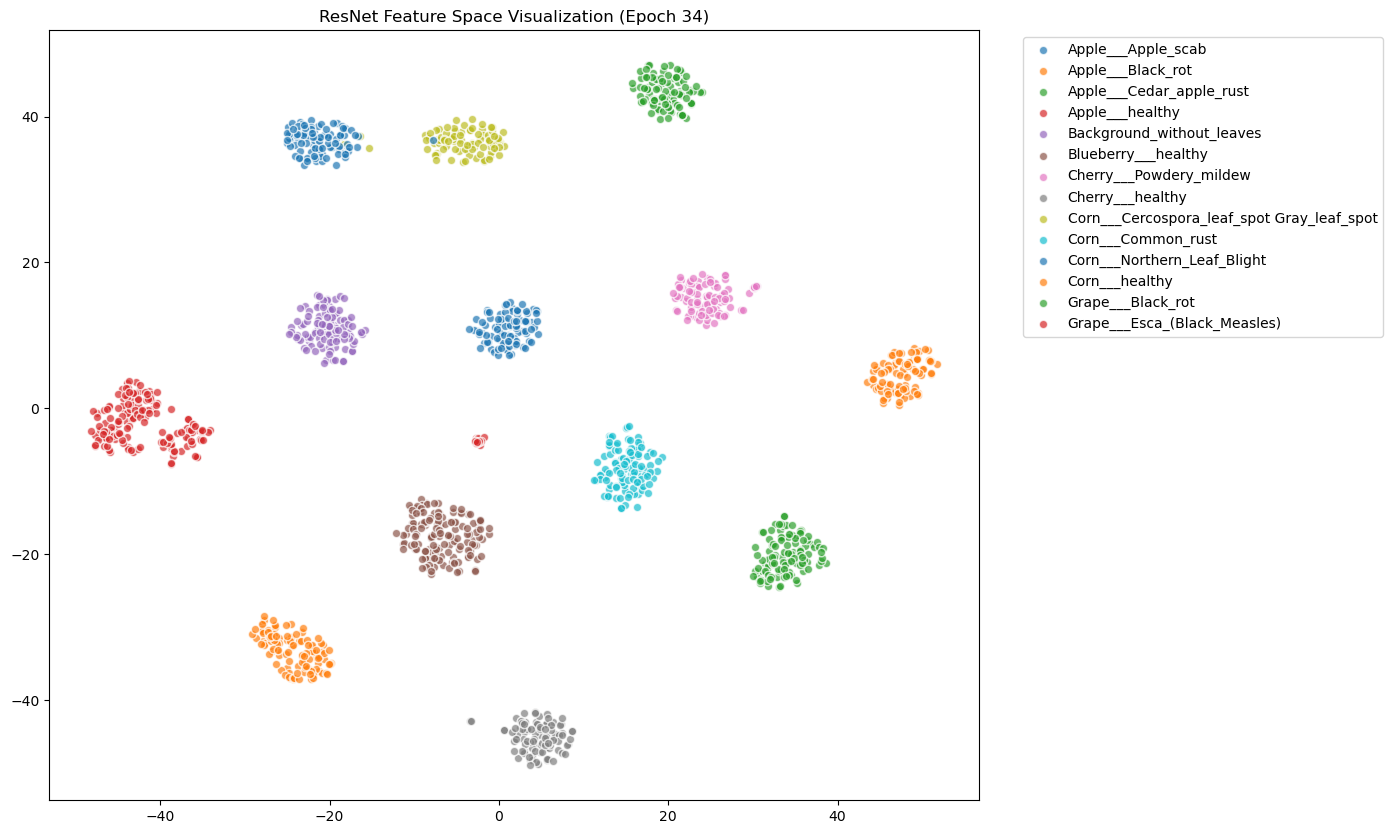 ResNet Feature Space Visualization (Epoch 34)
Apple___Apple_scab
Apple___Black_rot
Apple___Cedar_apple_rust
Apple___healthy
Background_without_leaves
Blueberry___healthy
Cherry___Powdery_mildew
Cherry___healthy
Corn___Cercospora_leaf_spot Gray_leaf_spot
Corn___Common_rust
Corn___Northern_Leaf_Blight
Corn___healthy
Grape___Black_rot
Grape___Esca_(Black_Measles)
40
20
0
−20
−40
−40
−20
0
20
40